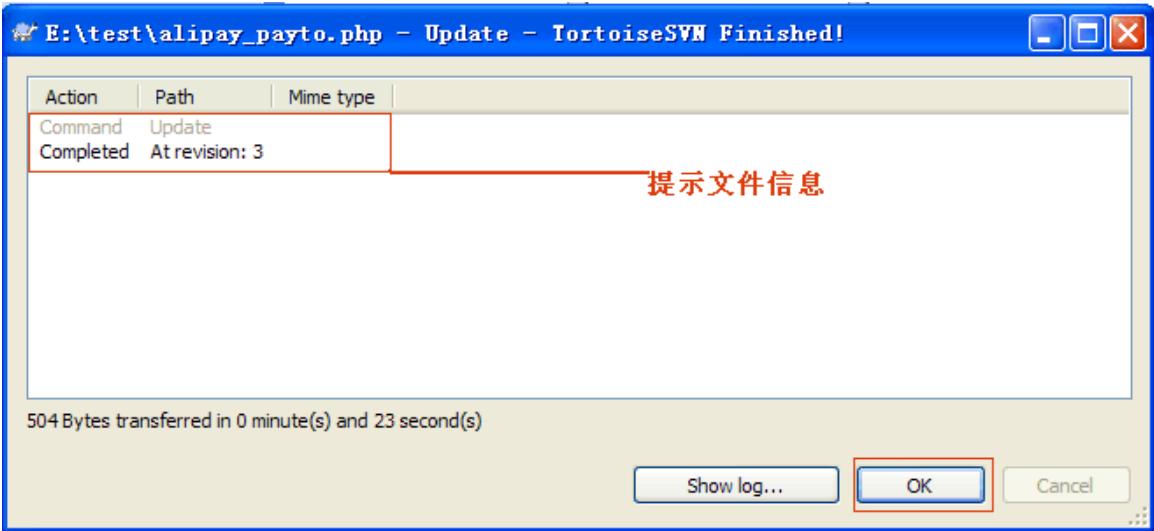 E:\test\alipay_payto.php - Update - TortoiseSVN Finished!
Action Path Mime type
Command Update
Completed At revision: 3
提示文件信息
504 Bytes transferred in 0 minute(s) and 23 second(s)
Show log... OK Cancel